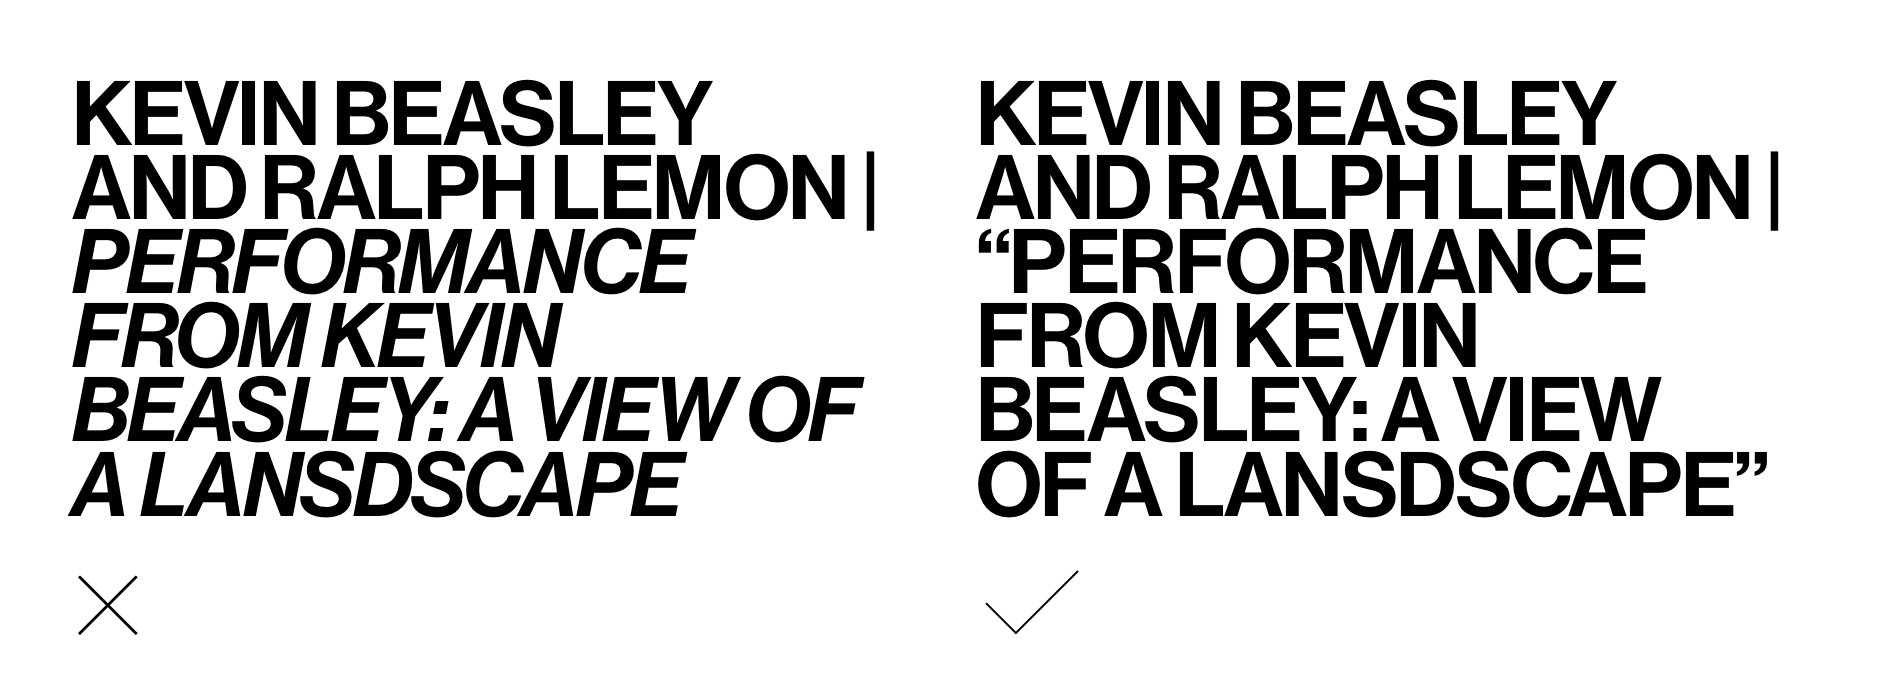 KEVIN BEASLEY
AND RALPH LEMON |
PERFORMANCE
FROM KEVIN
BEASLEY: A VIEW OF
A LANSDSCAPE
KEVIN BEASLEY
AND RALPH LEMON |
“PERFORMANCE
FROM KEVIN
BEASLEY: A VIEW
OF A LANSDSCAPE”